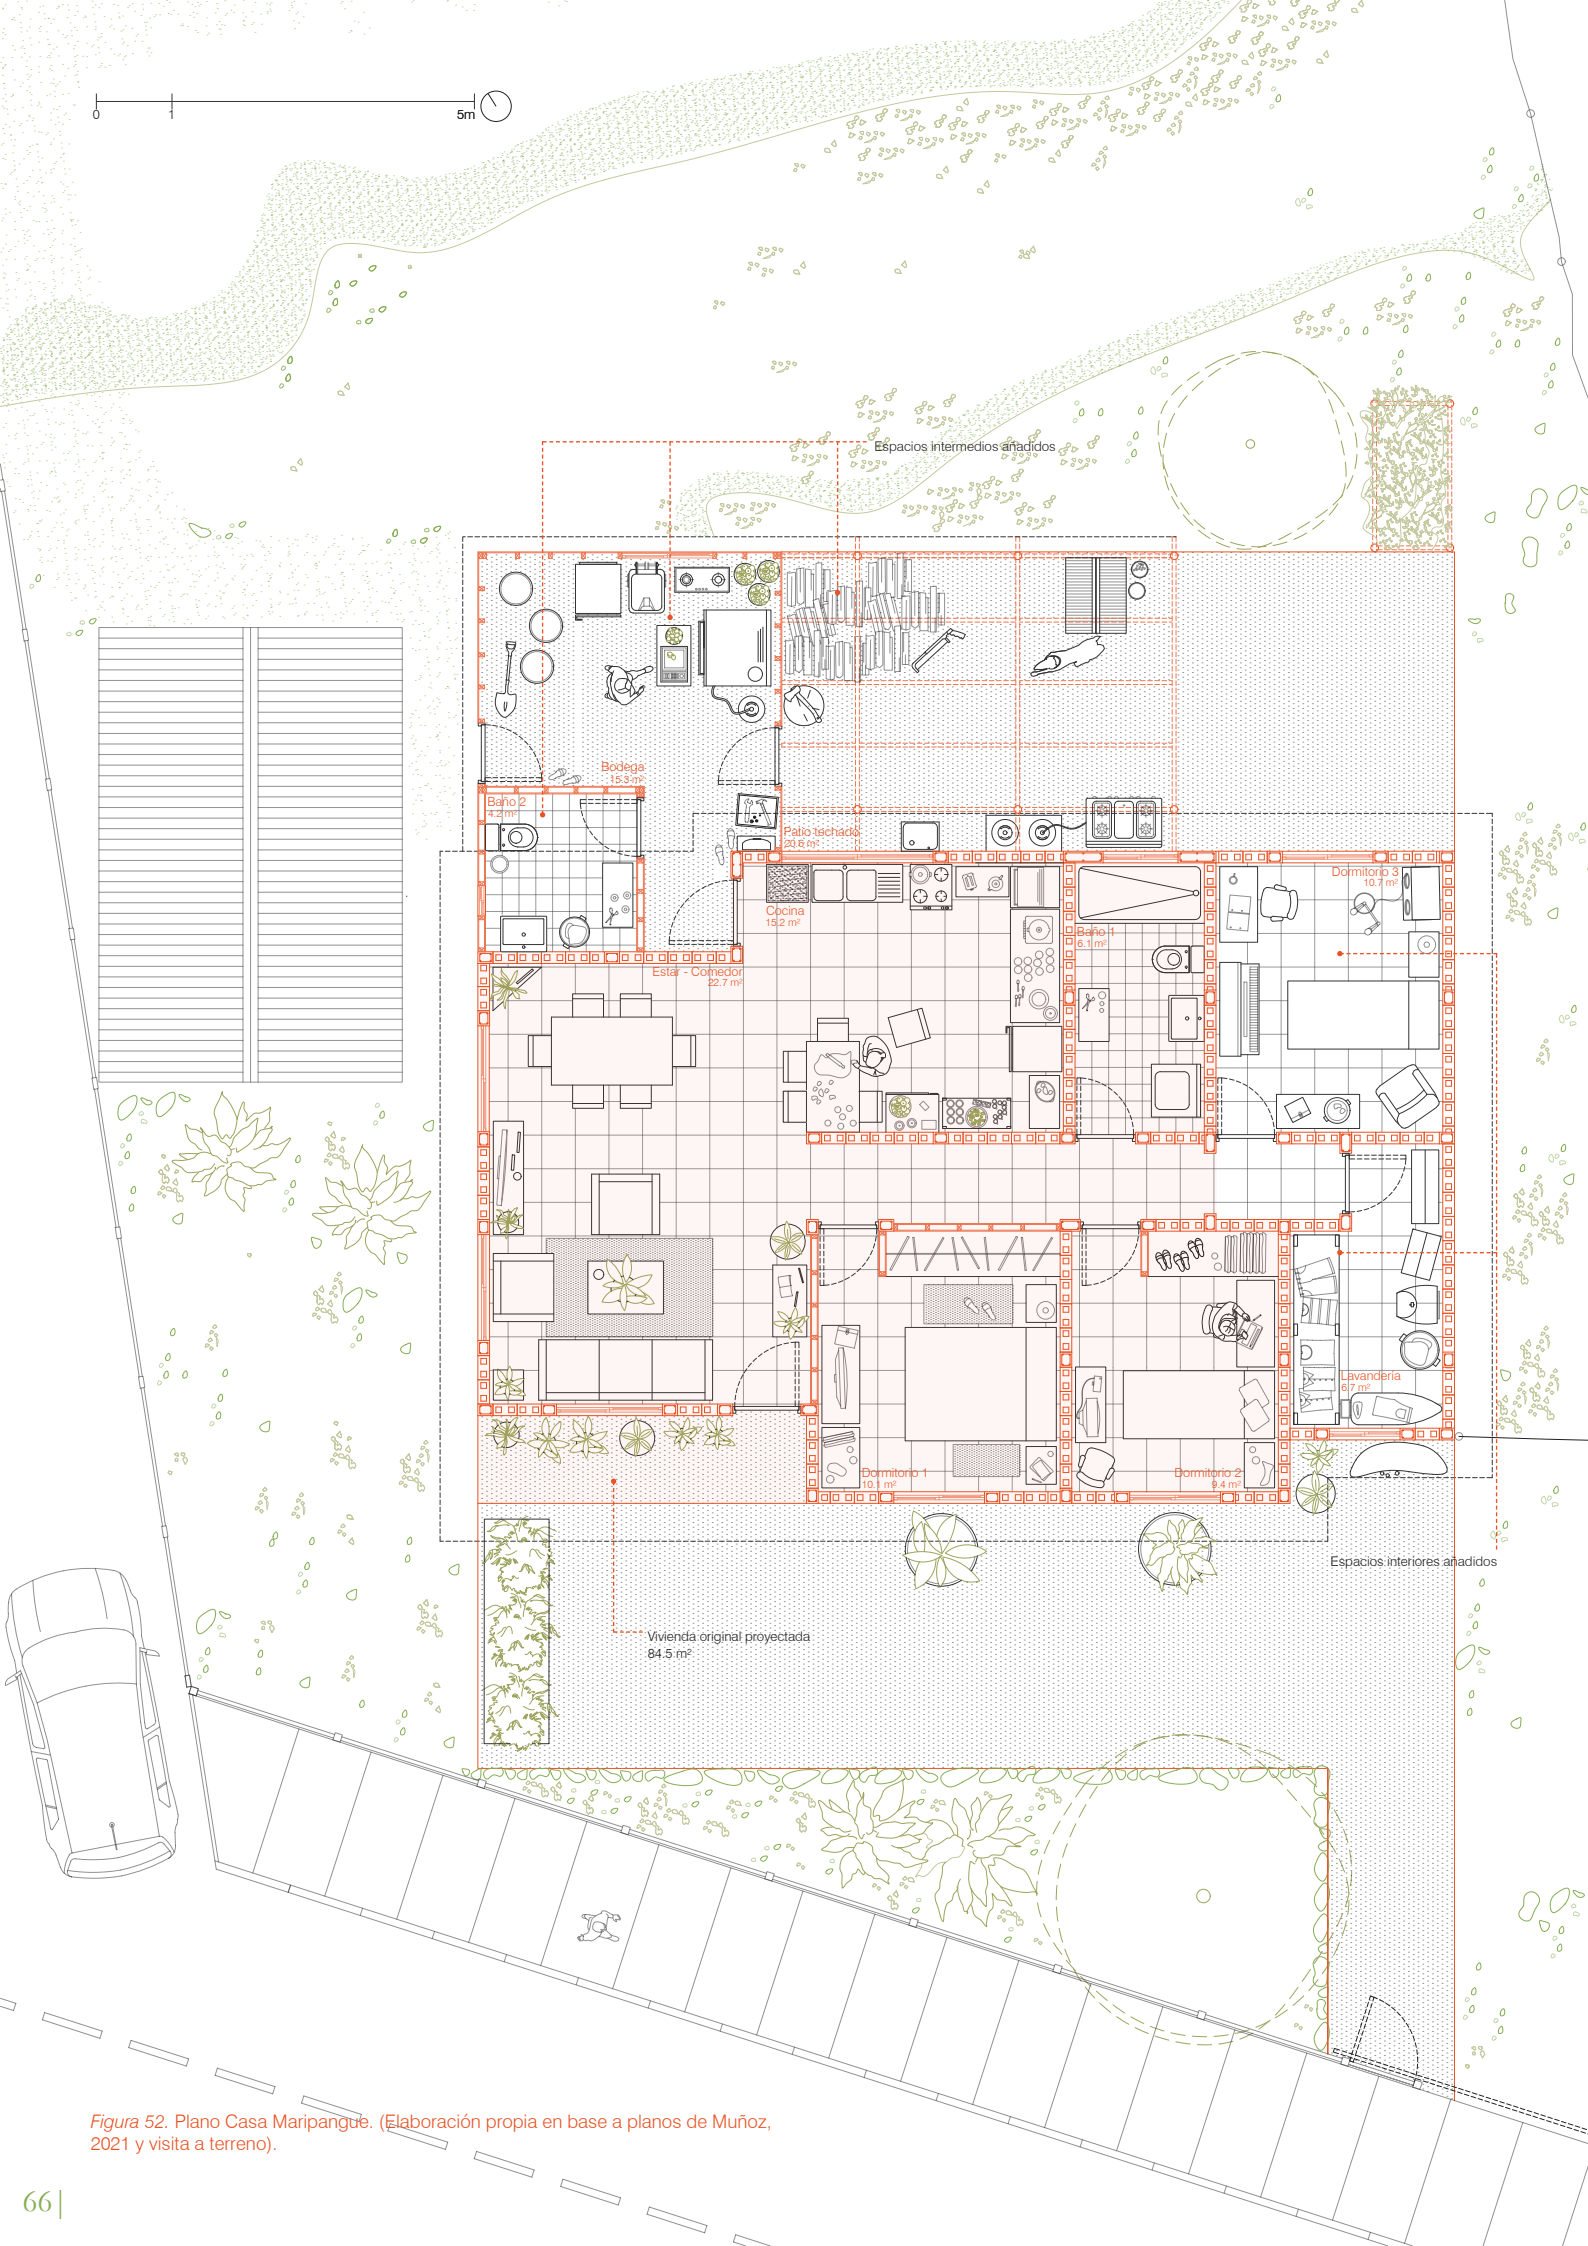 0 1 5m
Espacios intermedios añadidos
Bodega
15.3 m²
Baño 2
4.2 m²
Patio techado
20.6 m²
Dormitorio 3
10.7 m²
Cocina
15.2 m²
Baño 1
6.1 m²
Estar - Comedor
22.7 m²
Lavandería
6.7 m²
Dormitorio 1
10.1 m²
Dormitorio 2
9.4 m²
Espacios interiores añadidos
Vivienda original proyectada
84.5 m²
Figura 52. Plano Casa Maripangue. (Elaboración propia en base a planos de Muñoz,
2021 y visita a terreno).
66|